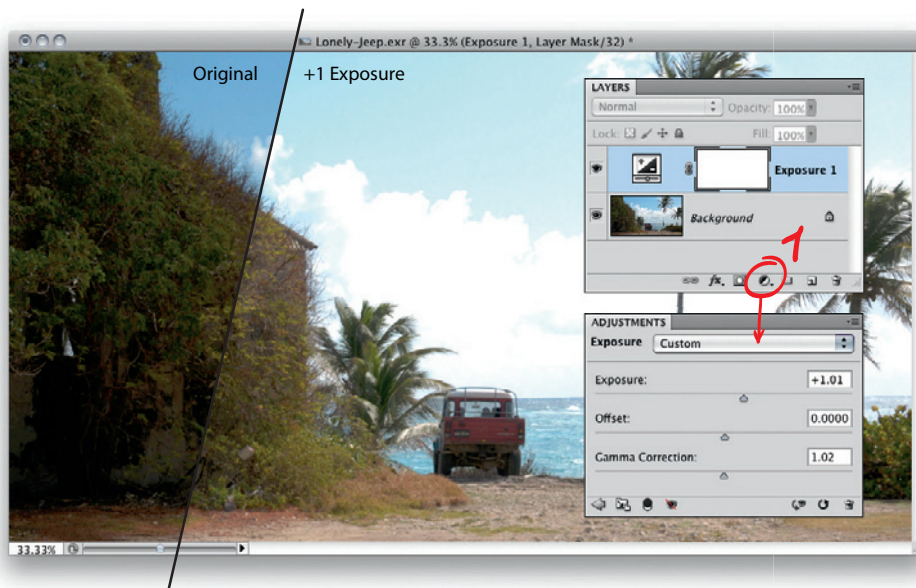 Lonely-Jeep.exr @ 33.3% (Exposure 1, Layer Mask/32) *
Original
+1 Exposure
LAYERS
Normal
Opacity: 100%
Lock:
Fill: 100%
Exposure 1
Background
fx.
ADJUSTMENTS
Exposure
Custom
Exposure:
+1.01
Offset:
0.0000
Gamma Correction:
1.02
33.33%